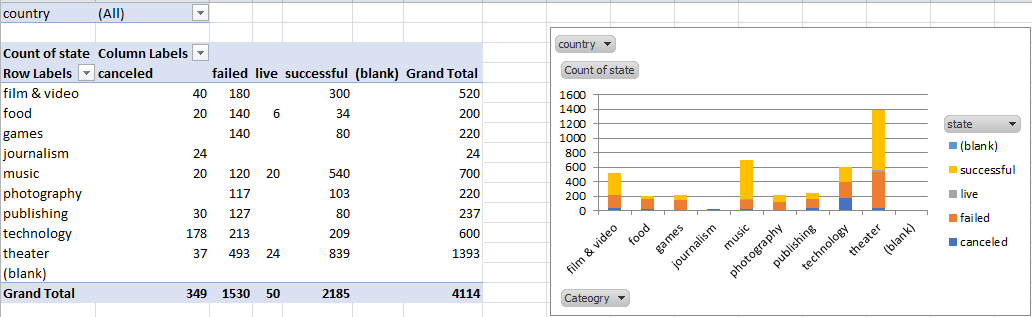 country (All)
Count of state Column Labels
Row Labels canceled failed live successful (blank) Grand Total
film & video 40 180 300 520
food 20 140 6 34 200
games 140 80 220
journalism 24 24
music 20 120 20 540 700
photography 117 103 220
publishing 30 127 80 237
technology 178 213 209 600
theater 37 493 24 839 1393
(blank)
Grand Total 349 1530 50 2185 4114
country
Count of state
1600
1400
1200
1000
800
600
400
200
0
film & video
food
games
journalism
music
photography
publishing
technology
theater
(blank)
state
(blank)
successful
live
failed
canceled
Cateogry